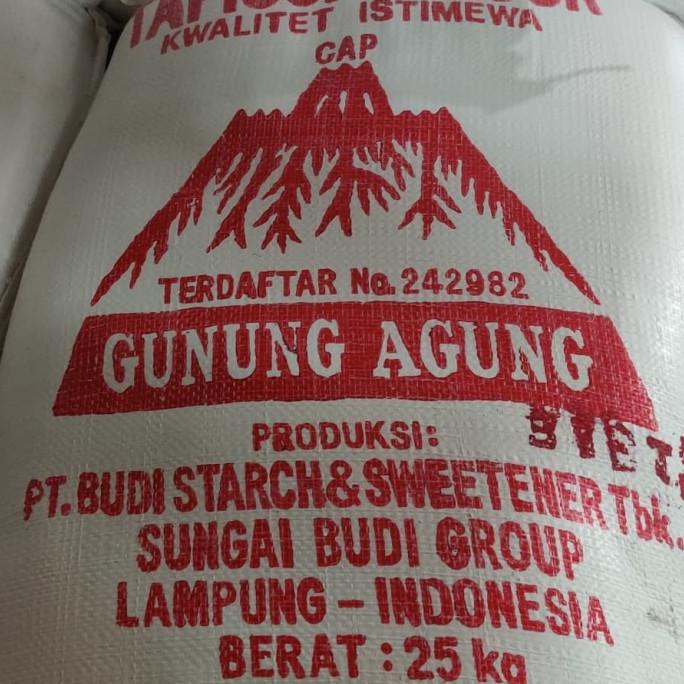 KWALITET ISTIMEWA
CAP
TERDAFTAR No. 242982
GUNUNG AGUNG
PRODUKSI:
PT. BUDI STARCH & SWEETENER Tbk.
SUNGAI BUDI GROUP
LAMPUNG – INDONESIA
BERAT : 25 kg